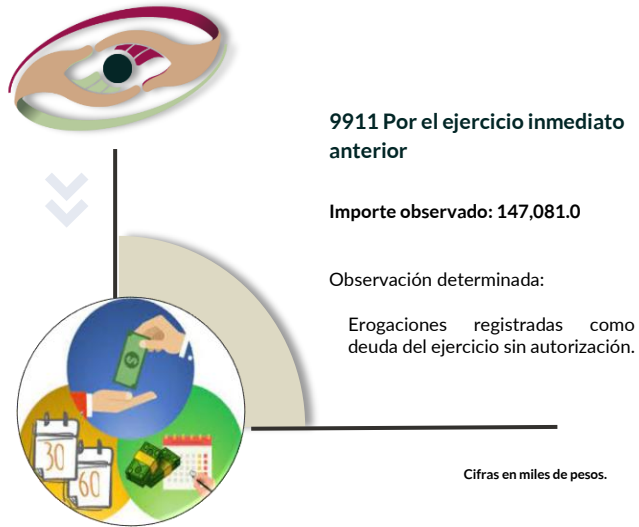 9911 Por el ejercicio inmediato
anterior
Importe observado: 147,081.0
Observación determinada:
Erogaciones registradas como
deuda del ejercicio sin autorización.
30
60
Cifras en miles de pesos.